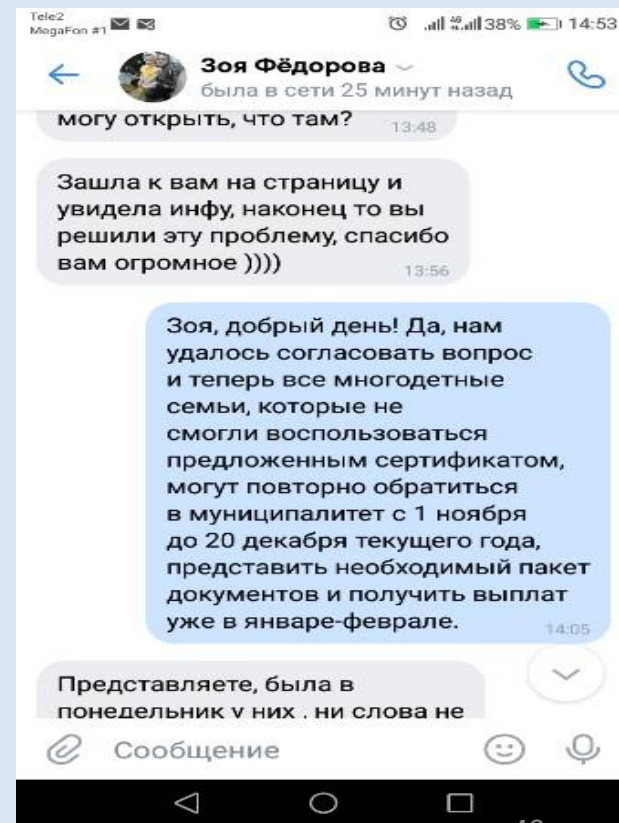 Tele2
MegaFon #1
38% 14:53
Зоя Фёдорова
была в сети 25 минут назад
могу открыть, что там?
13:48
Зашла к вам на страницу и
увидела инфу, наконец то вы
решили эту проблему, спасибо
вам огромное ))))
13:56
Зоя, добрый день! Да, нам
удалось согласовать вопрос
и теперь все многодетные
семьи, которые не
смогли воспользоваться
предложенным сертификатом,
могут повторно обратиться
в муниципалитет с 1 ноября
до 20 декабря текущего года,
представить необходимый пакет
документов и получить выплат
уже в январе-феврале.
14:05
Представляете, была в
понедельник у них , ни слова не
Сообщение